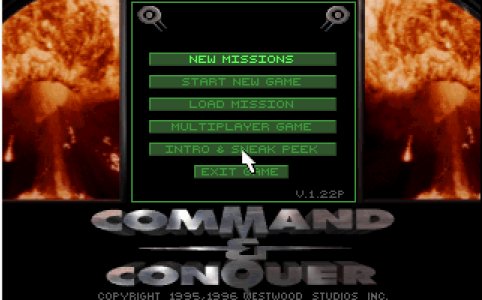 NEW MISSIONS
START NEW GAME
LOAD MISSION
MULTIPLAYER GAME
INTRO & SNEAK PEEK
EXIT GAME
V.1.22P
COMMAND
&
CONQUER
COPYRIGHT 1995,1996 WESTWOOD STUDIOS INC.